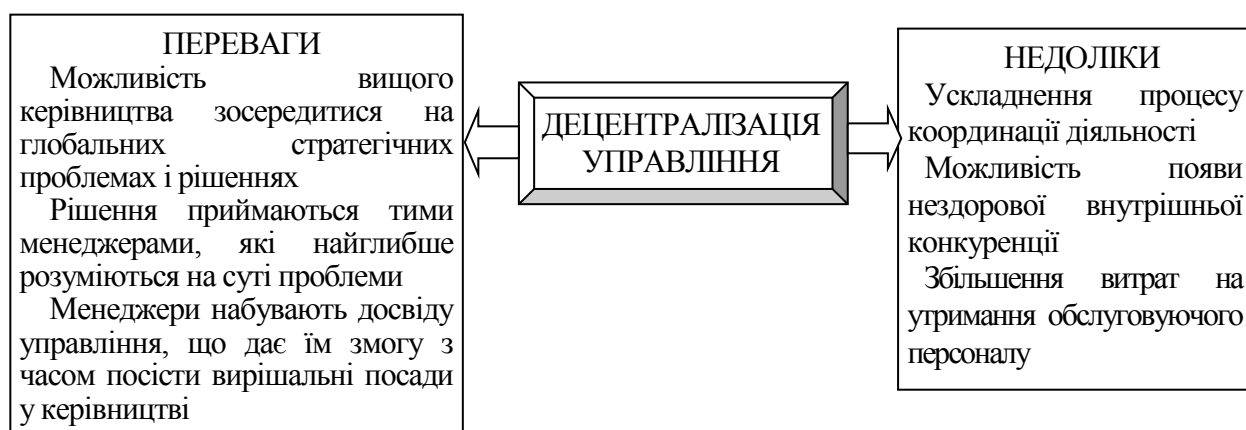 ПЕРЕВАГИ
Можливість вищого
керівництва зосередитися на
глобальних стратегічних
проблемах і рішеннях
Рішення приймаються тими
менеджерами, які найглибше
розуміються на суті проблеми
Менеджери набувають досвіду
управління, що дає їм змогу з
часом посісти вирішальні посади
у керівництві
ДЕЦЕНТРАЛІЗАЦІЯ
УПРАВЛІННЯ
НЕДОЛІКИ
Ускладнення процесу
координації діяльності
Можливість появи
нездорової внутрішньої
конкуренції
Збільшення витрат на
утримання обслуговуючого
персоналу